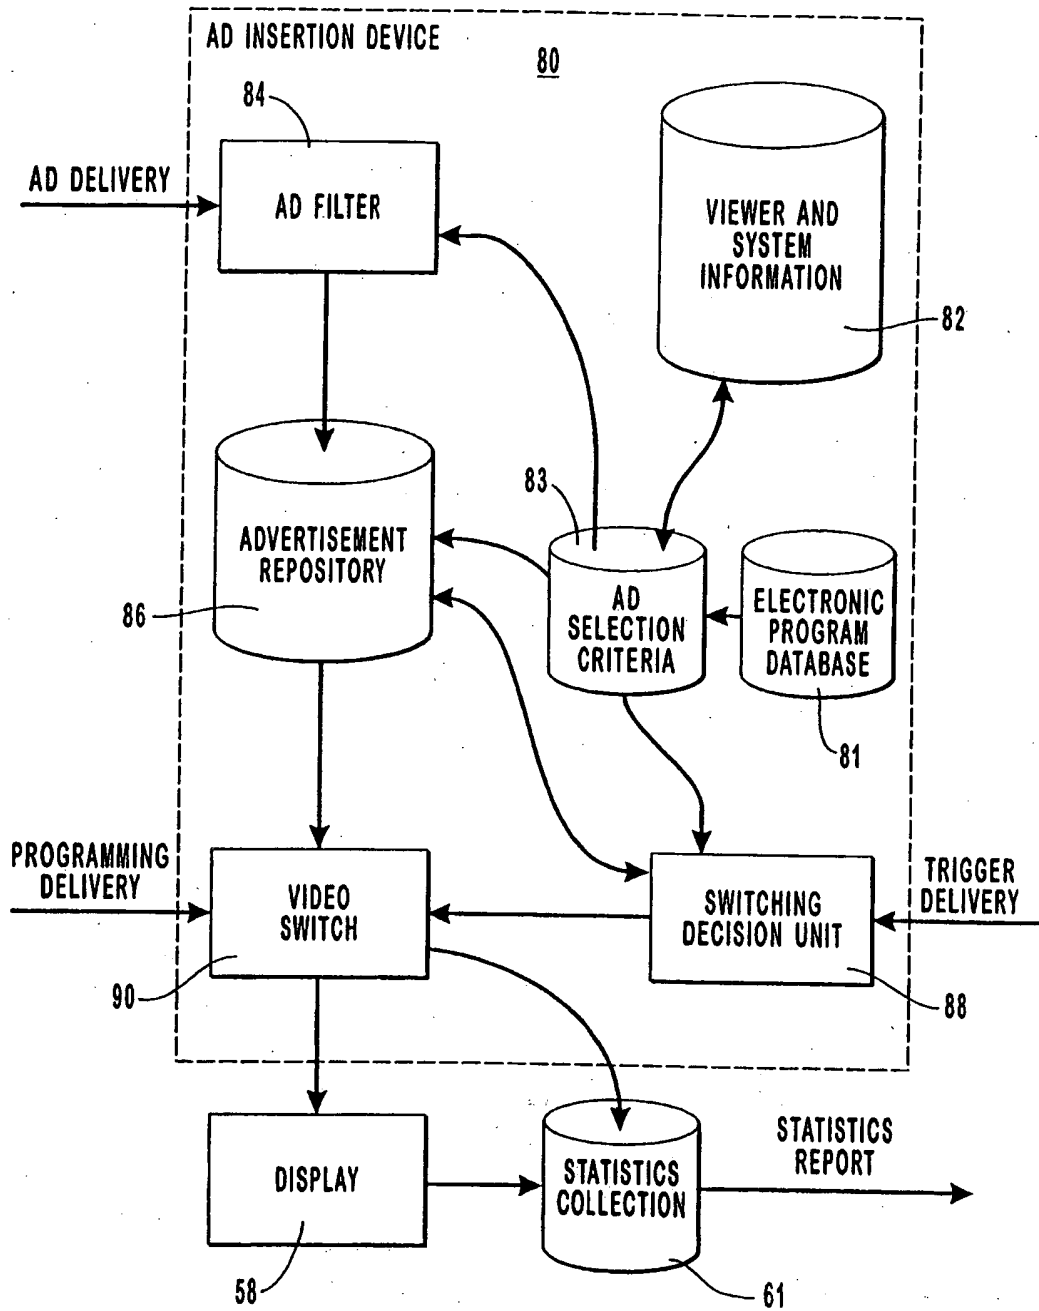 AD INSERTION DEVICE
80
84
AD DELIVERY
AD FILTER
VIEWER AND
SYSTEM
INFORMATION
82
83
ADVERTISEMENT
REPOSITORY
86
AD
SELECTION
CRITERIA
ELECTRONIC
PROGRAM
DATABASE
81
PROGRAMMING
DELIVERY
VIDEO
SWITCH
90
SWITCHING
DECISION UNIT
88
TRIGGER
DELIVERY
DISPLAY
58
STATISTICS
COLLECTION
61
STATISTICS
REPORT